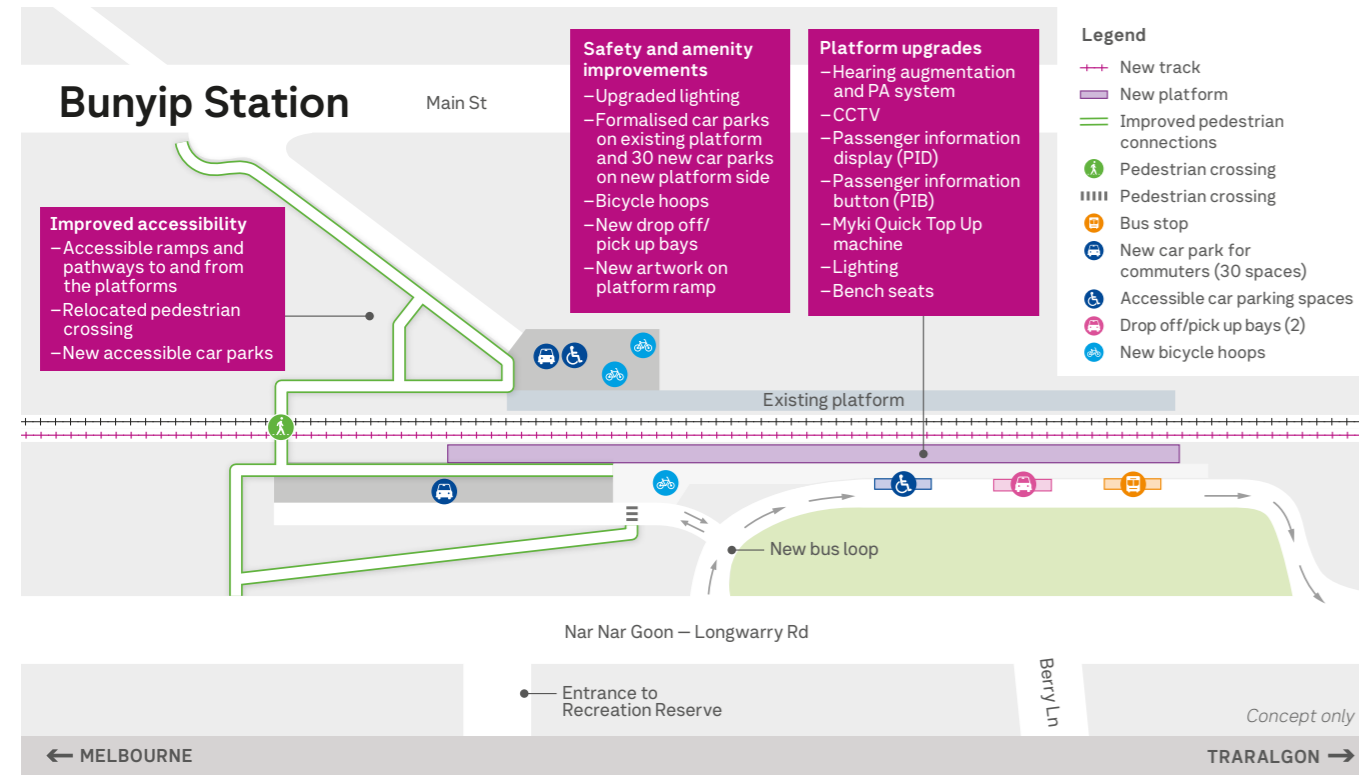 Bunyip Station
Main St
Improved accessibility
–Accessible ramps and
pathways to and from
the platforms
–Relocated pedestrian
crossing
–New accessible car parks
Safety and amenity
improvements
–Upgraded lighting
–Formalised car parks
on existing platform
and 30 new car parks
on new platform side
–Bicycle hoops
–New drop off/
pick up bays
–New artwork on
platform ramp
Platform upgrades
–Hearing augmentation
and PA system
–CCTV
–Passenger information
display (PID)
–Passenger information
button (PIB)
–Myki Quick Top Up
machine
–Lighting
–Bench seats
Legend
New track
New platform
Improved pedestrian
connections
Pedestrian crossing
Pedestrian crossing
Bus stop
New car park for
commuters (30 spaces)
Accessible car parking spaces
Drop off/pick up bays (2)
New bicycle hoops
Existing platform
New bus loop
Nar Nar Goon — Longwarry Rd
Entrance to
Recreation Reserve
Berry Ln
Concept only
← MELBOURNE
TRARALGON →